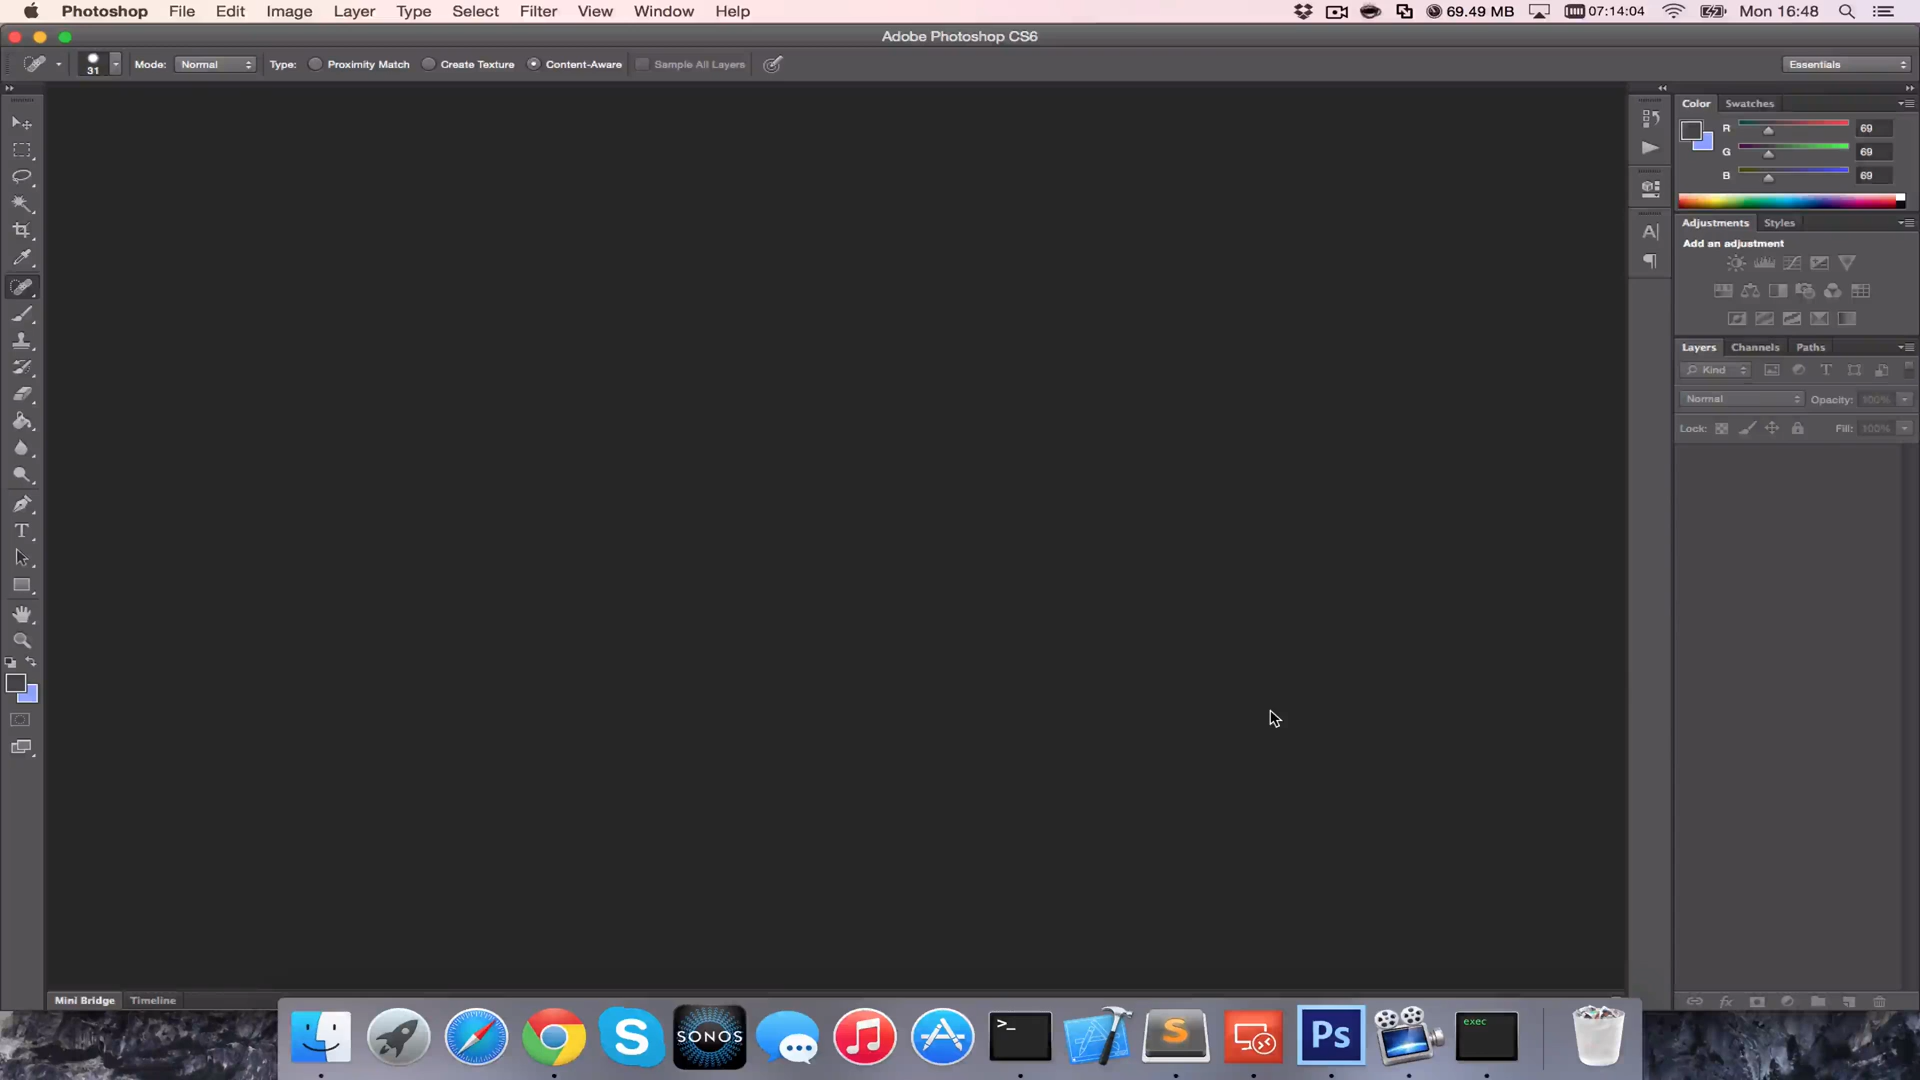 Photoshop File Edit Image Layer Type Select Filter View Window Help 69.49 MB 07:14:04 Mon 16:48
Adobe Photoshop CS6
31 Mode: Normal Type: Proximity Match Create Texture Content-Aware Sample All Layers Essentials
Color Swatches
R 69
G 69
B 69
Adjustments Styles
Add an adjustment
Layers Channels Paths
Kind
Normal Opacity: 100%
Lock: Fill: 100%
Mini Bridge Timeline
SONOS
Ps
exec